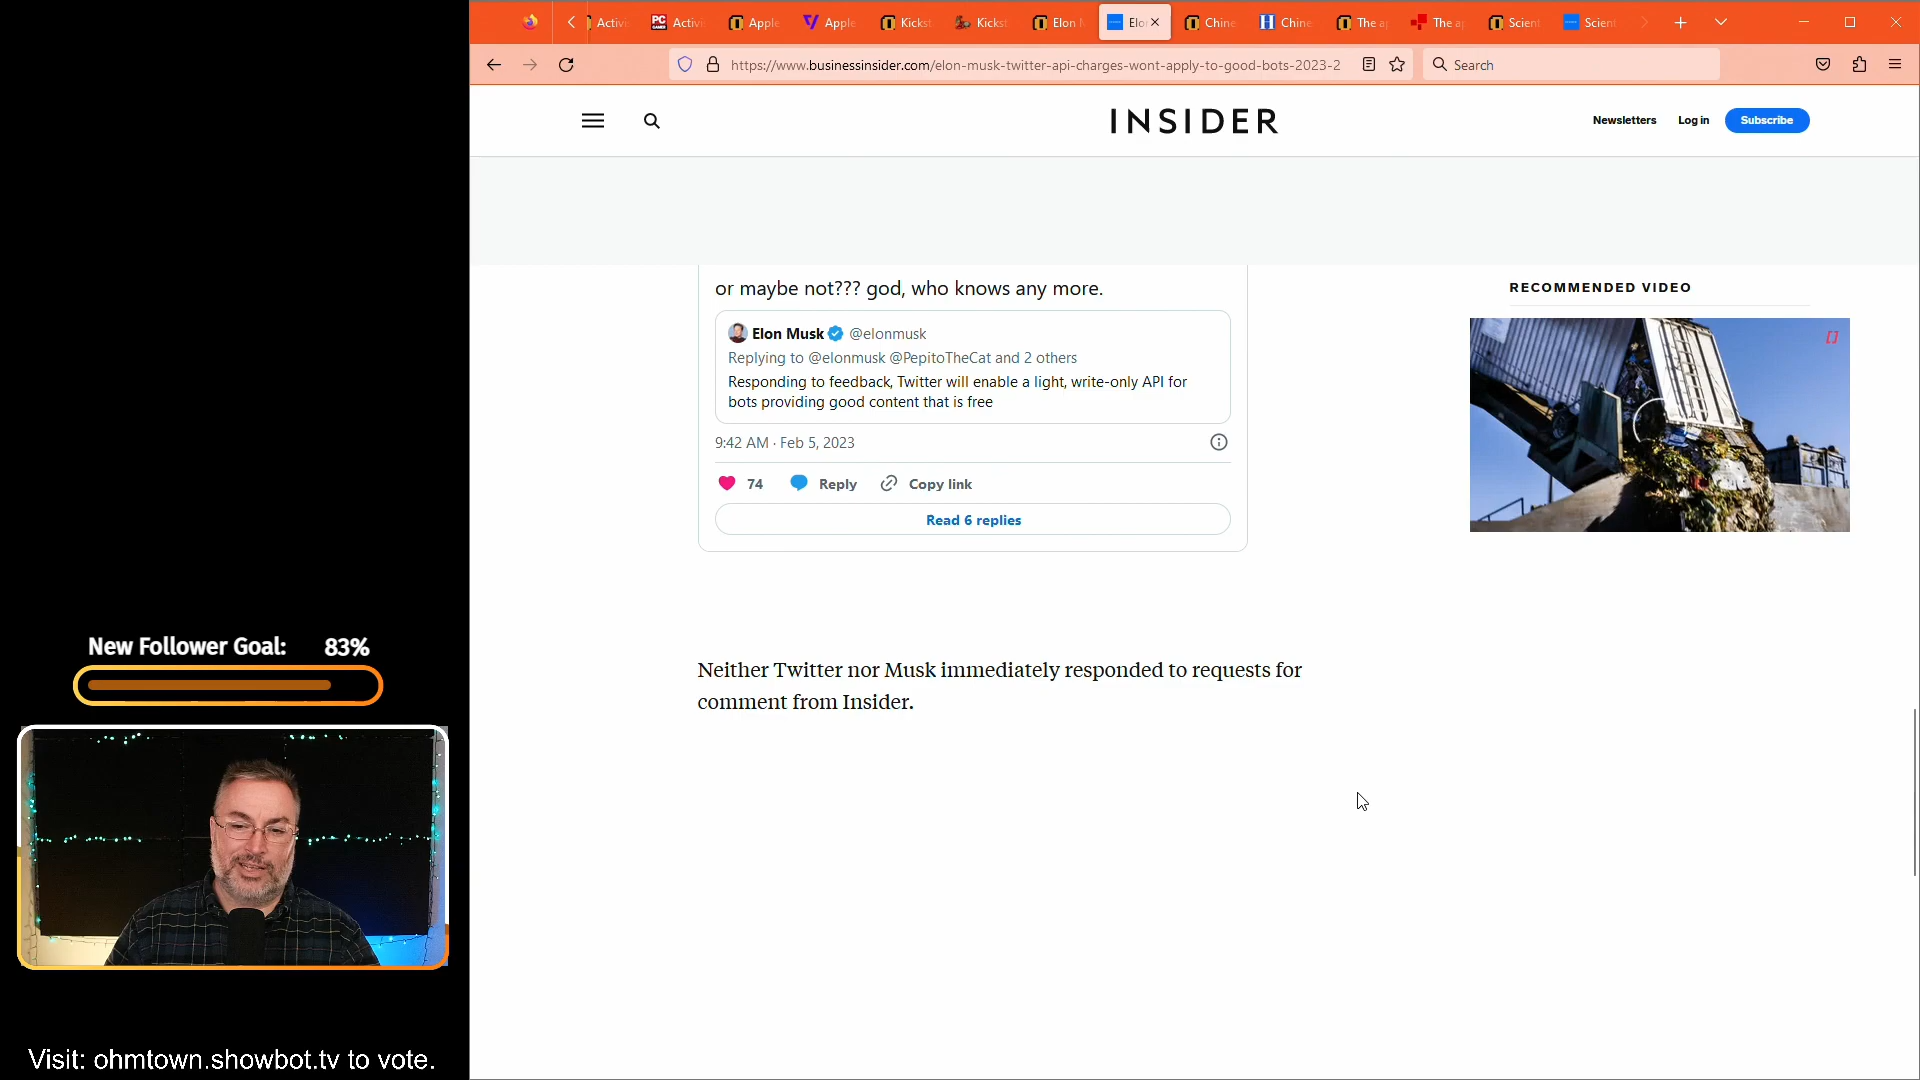 Activi
Activi
Apple
Apple
Kickst
Kickst
Elon M
Elo
Chine
Chine
The ap
The ap
Scient
Scient
https://www.businessinsider.com/elon-musk-twitter-api-charges-wont-apply-to-good-bots-2023-2
Search
INSIDER
Newsletters
Log in
Subscribe
or maybe not??? god, who knows any more.
Elon Musk @elonmusk
Replying to @elonmusk @PepitoTheCat and 2 others
Responding to feedback, Twitter will enable a light, write-only API for
bots providing good content that is free
9:42 AM · Feb 5, 2023
74
Reply
Copy link
Read 6 replies
RECOMMENDED VIDEO
Neither Twitter nor Musk immediately responded to requests for
comment from Insider.
New Follower Goal: 83%
Visit: ohmtown.showbot.tv to vote.